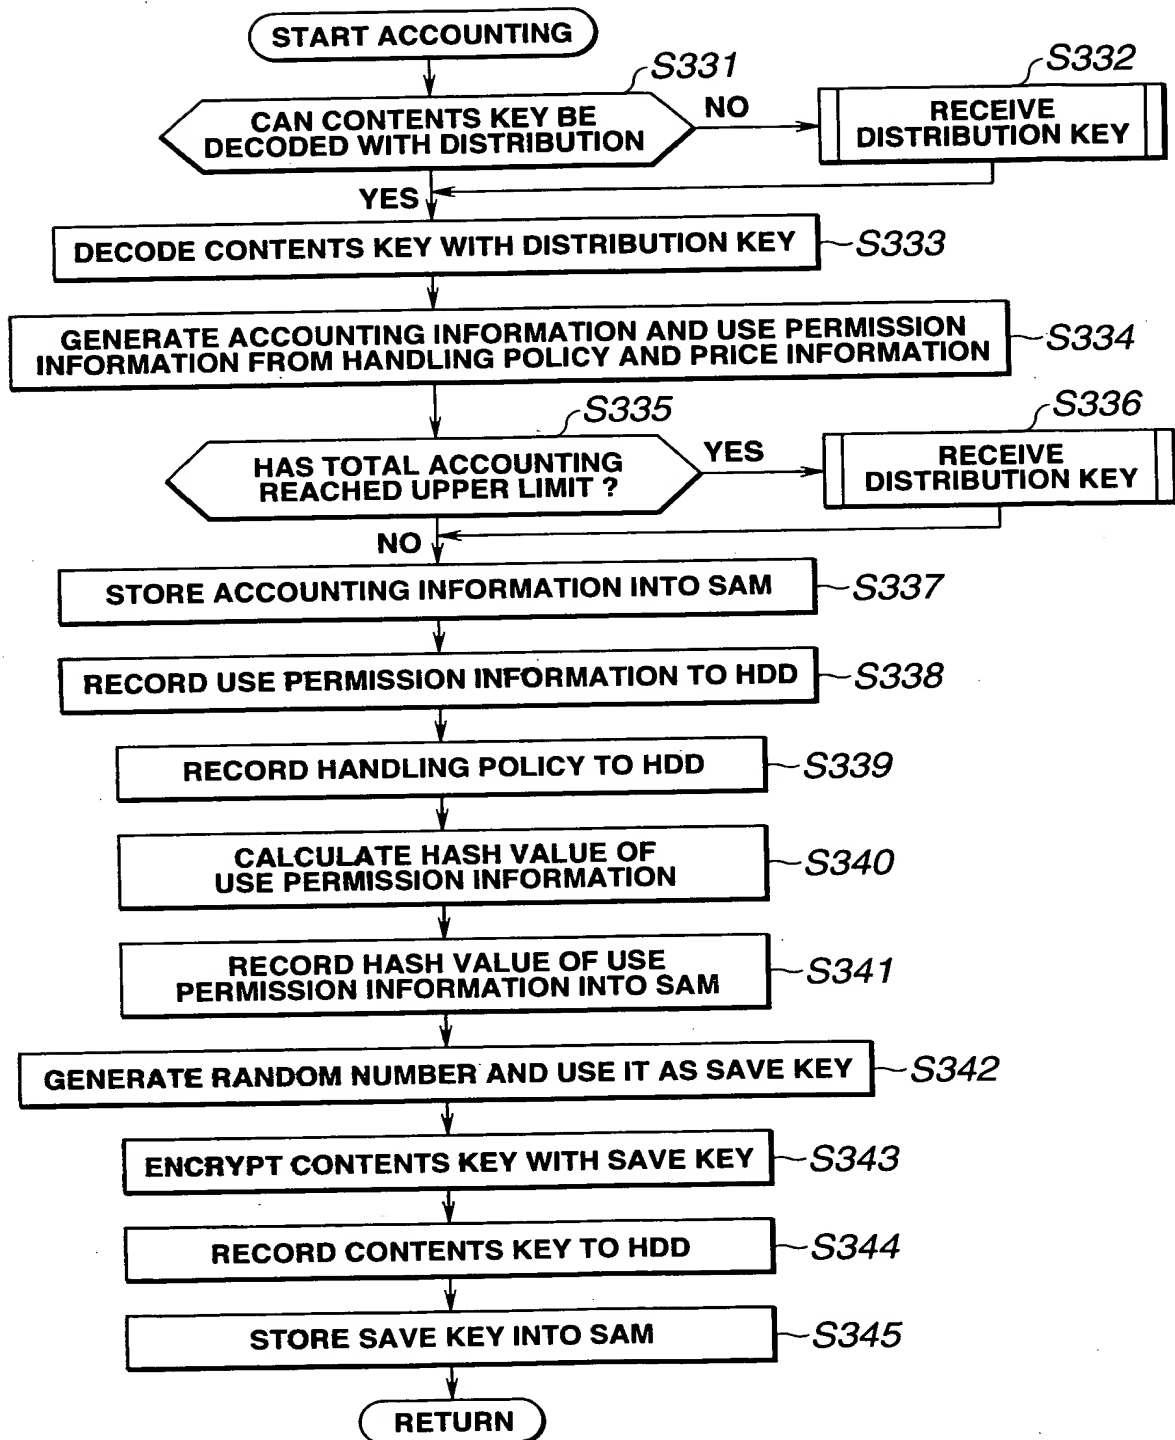 START ACCOUNTING
S331
S332
CAN CONTENTS KEY BE
DECODED WITH DISTRIBUTION
NO
RECEIVE
DISTRIBUTION KEY
YES
DECODE CONTENTS KEY WITH DISTRIBUTION KEY
S333
GENERATE ACCOUNTING INFORMATION AND USE PERMISSION
INFORMATION FROM HANDLING POLICY AND PRICE INFORMATION
S334
S335
S336
HAS TOTAL ACCOUNTING
REACHED UPPER LIMIT ?
YES
RECEIVE
DISTRIBUTION KEY
NO
STORE ACCOUNTING INFORMATION INTO SAM
S337
RECORD USE PERMISSION INFORMATION TO HDD
S338
RECORD HANDLING POLICY TO HDD
S339
CALCULATE HASH VALUE OF
USE PERMISSION INFORMATION
S340
RECORD HASH VALUE OF USE
PERMISSION INFORMATION INTO SAM
S341
GENERATE RANDOM NUMBER AND USE IT AS SAVE KEY
S342
ENCRYPT CONTENTS KEY WITH SAVE KEY
S343
RECORD CONTENTS KEY TO HDD
S344
STORE SAVE KEY INTO SAM
S345
RETURN